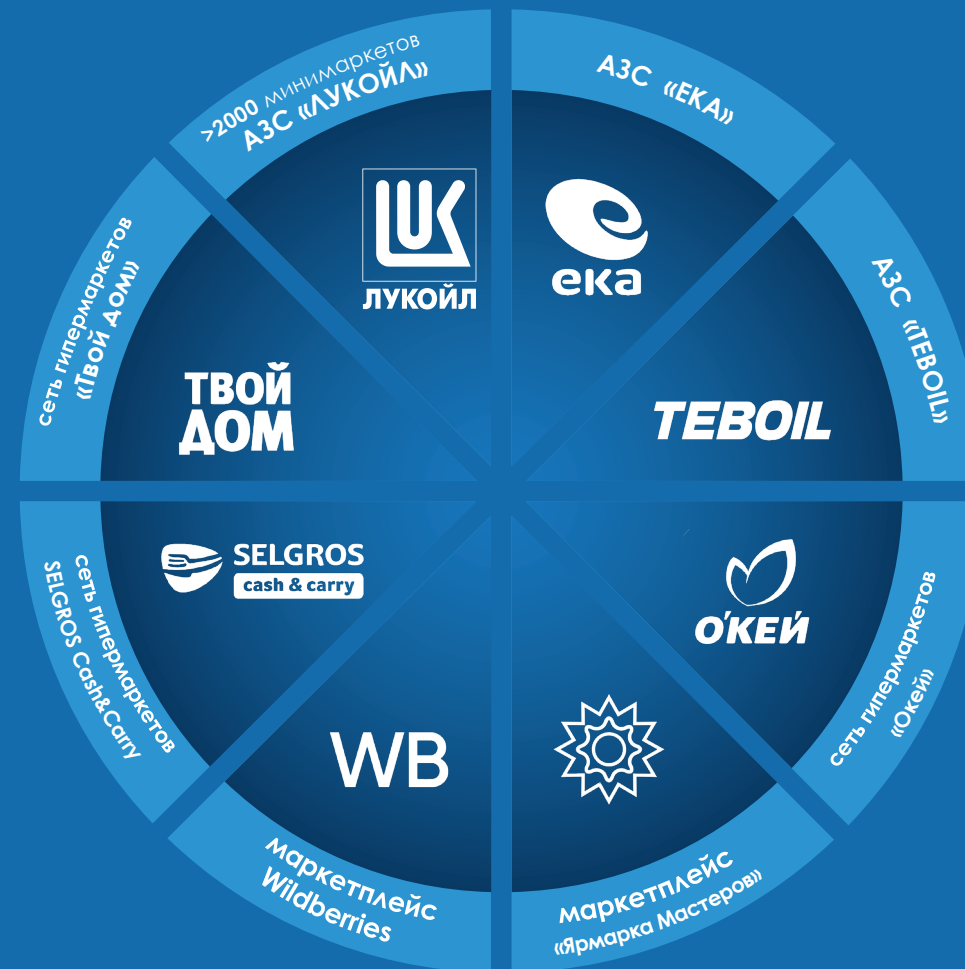 >2000 минимаркетов
АЗС «ЛУКОЙЛ»
LUK
ЛУКОЙЛ
АЗС «ЕКА»
ека
АЗС «TEBOIL»
TEBOIL
сеть гипермаркетов
«Окей»
О'КЕЙ
маркетплейс
«Ярмарка Мастеров»
маркетплейс
Wildberries
WB
сеть гипермаркетов
SELGROS Cash&Carry
SELGROS
cash & carry
сеть гипермаркетов
«Твой дом»
ТВОЙ
ДОМ